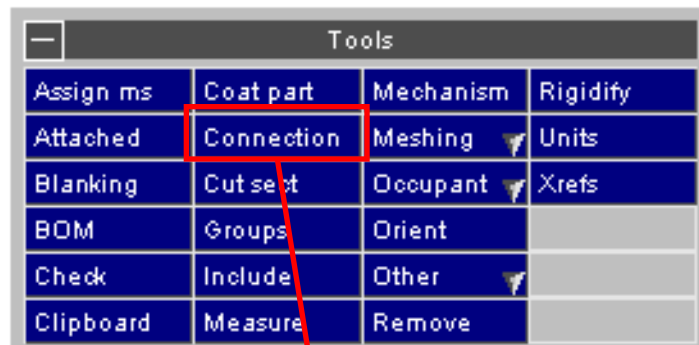 Tools
Assign ms Coat part Mechanism Rigidify
Attached Connection Meshing Units
Blanking Cut sect Occupant Xrefs
BOM Groups Orient
Check Include Other
Clipboard Measure Remove